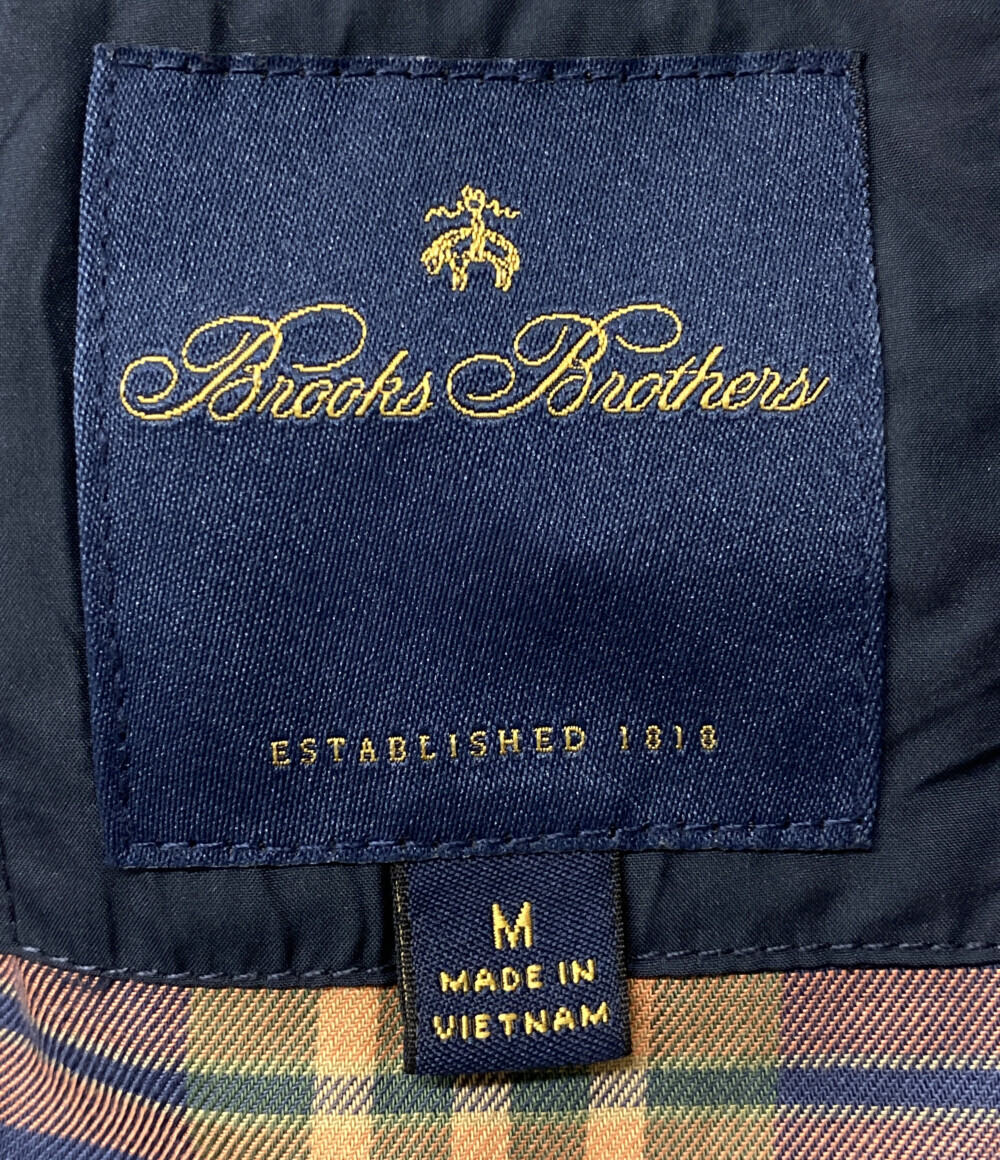 Brooks Brothers
ESTABLISHED 1818
M
MADE IN
VIETNAM